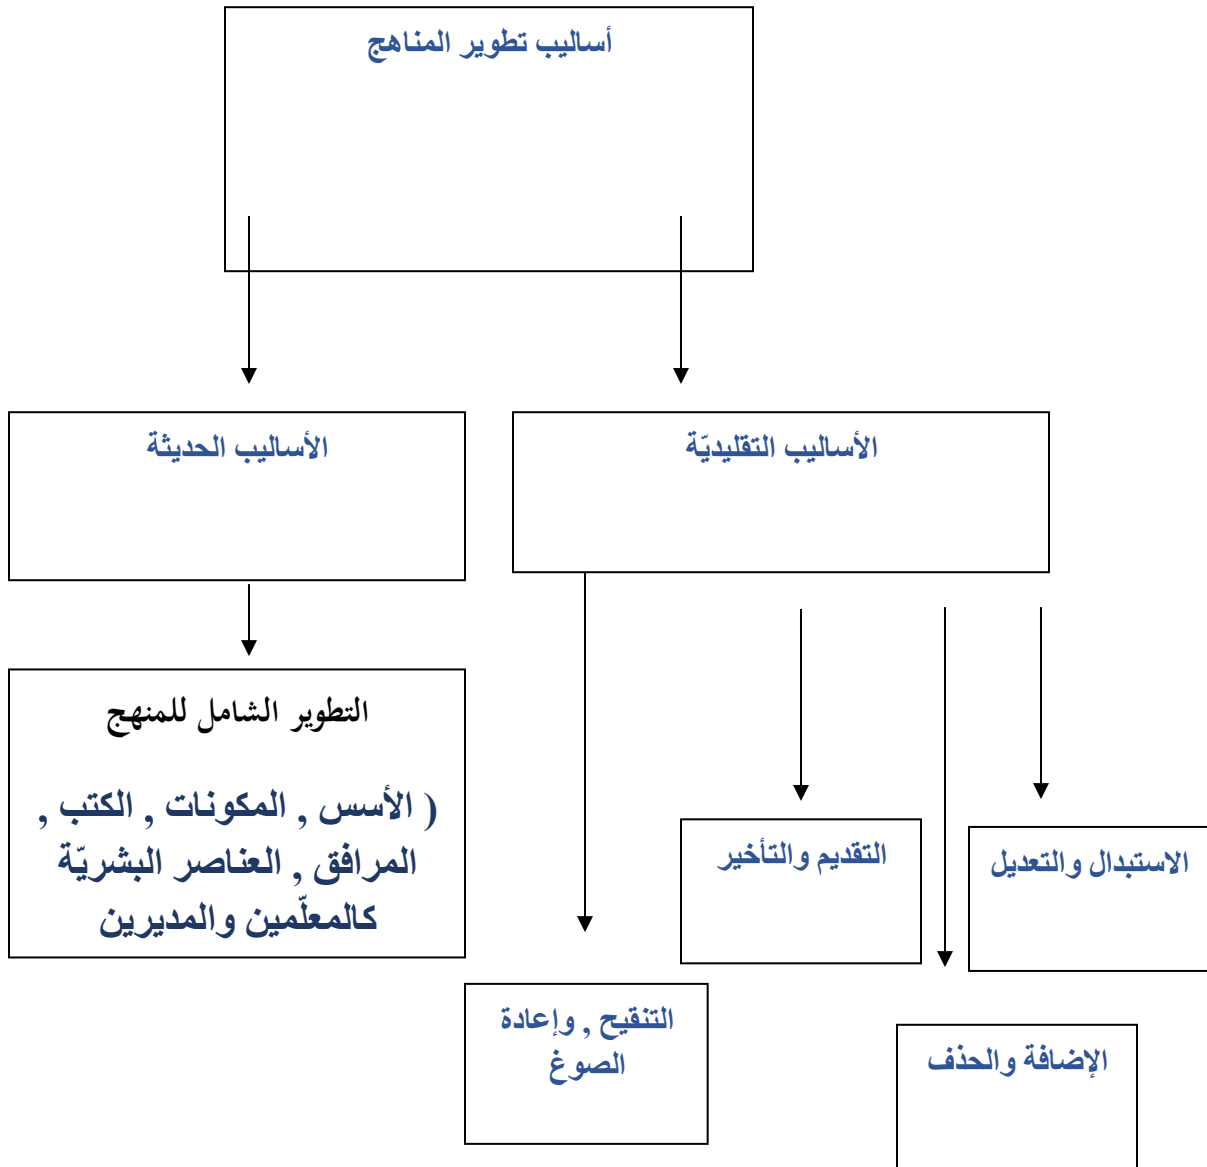 أساليب تطوير المناهج
الأساليب التقليديّة
الأساليب الحديثة
التطوير الشامل للمنهج
( الأسس , المكونات , الكتب ,
المرافق , العناصر البشريّة
كالمعلّمين والمديرين
الاستبدال والتعديل
التقديم والتأخير
الإضافة والحذف
التنقيح , وإعادة
الصوغ